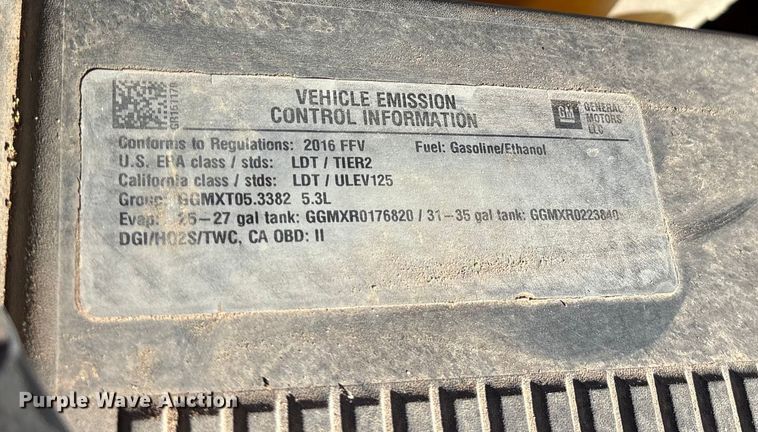 VEHICLE EMISSION
CONTROL INFORMATION
GM GENERAL MOTORS LLC
Conforms to Regulations: 2016 FFV Fuel: Gasoline/Ethanol
U.S. EPA class / stds: LDT / TIER2
California class / stds: LDT / ULEV125
Group: GGMXT05.3382 5.3L
Evap: 25-27 gal tank: GGMXR0176820 / 31-35 gal tank: GGMXR0223840
DGI/HO2S/TWC, CA OBD: II
Purple Wave Auction